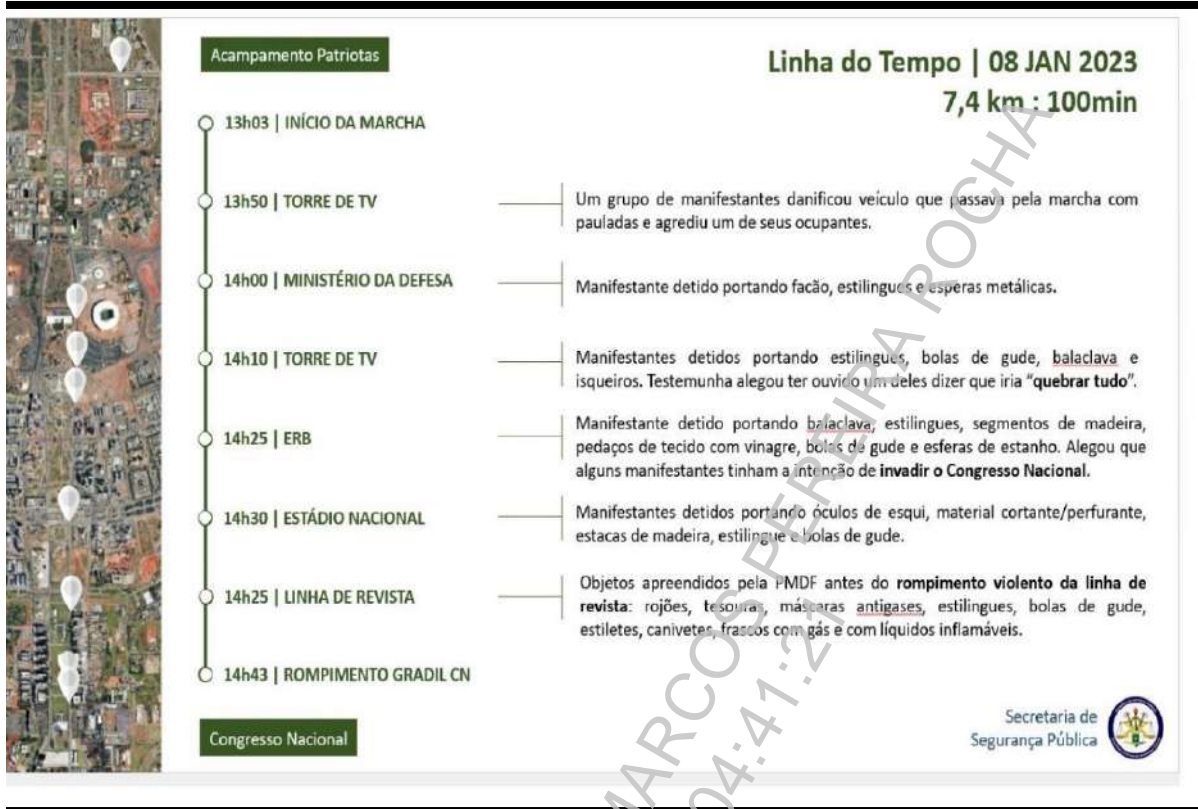 Acampamento Patriotas
Linha do Tempo | 08 JAN 2023
7,4 km : 100min
13h03 | INÍCIO DA MARCHA
13h50 | TORRE DE TV
Um grupo de manifestantes danificou veículo que passava pela marcha com
pauladas e agrediu um de seus ocupantes.
14h00 | MINISTÉRIO DA DEFESA
Manifestante detido portando facão, estilingues e esperas metálicas.
14h10 | TORRE DE TV
Manifestantes detidos portando estilingues, bolas de gude, balaclava e
isqueiros. Testemunha alegou ter ouvido um deles dizer que iria “quebrar tudo”.
14h25 | ERB
Manifestante detido portando balaclava, estilingues, segmentos de madeira,
pedaços de tecido com vinagre, bolas de gude e esferas de estanho. Alegou que
alguns manifestantes tinham a intenção de invadir o Congresso Nacional.
14h30 | ESTÁDIO NACIONAL
Manifestantes detidos portando óculos de esqui, material cortante/perfurante,
estacas de madeira, estilingue e bolas de gude.
14h25 | LINHA DE REVISTA
Objetos apreendidos pela PMDF antes do rompimento violento da linha de
revista: rojões, tesouras, máscaras antigases, estilingues, bolas de gude,
estiletes, canivetes, frascos com gás e com líquidos inflamáveis.
14h43 | ROMPIMENTO GRADIL CN
Congresso Nacional
Secretaria de
Segurança Pública
MARCOS PEREIRA ROCHA
04:41:21